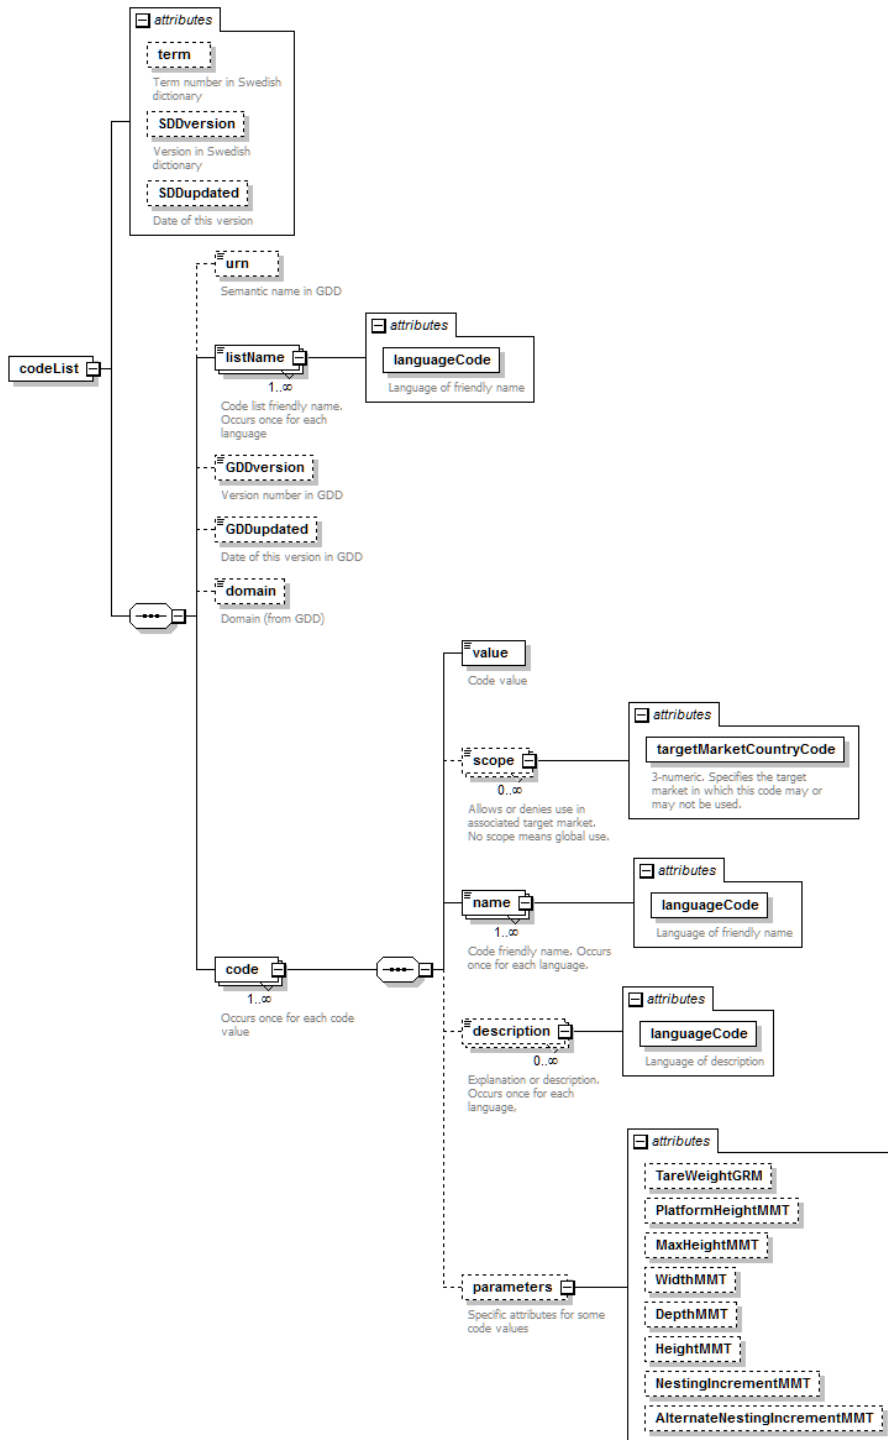 attributes
term
Term number in Swedish
dictionary
SDDversion
Version in Swedish
dictionary
SDDupdated
Date of this version
urn
Semantic name in GDD
attributes
codeList
listName
languageCode
1..∞
Language of friendly name
Code list friendly name.
Occurs once for each
language
GDDversion
Version number in GDD
GDDupdated
Date of this version in GDD
domain
Domain (from GDD)
value
Code value
attributes
targetMarketCountryCode
scope
3-numeric. Specifies the target
market in which this code may or
may not be used.
0..∞
Allows or denies use in
associated target market.
No scope means global use.
attributes
name
languageCode
1..∞
Language of friendly name
Code friendly name. Occurs
once for each language.
code
1..∞
Occurs once for each code
value
attributes
description
languageCode
0..∞
Language of description
Explanation or description.
Occurs once for each
language,
attributes
TareWeightGRM
PlatformHeightMMT
MaxHeightMMT
WidthMMT
parameters
Specific attributes for some
code values
DepthMMT
HeightMMT
NestingIncrementMMT
AlternateNestingIncrementMMT